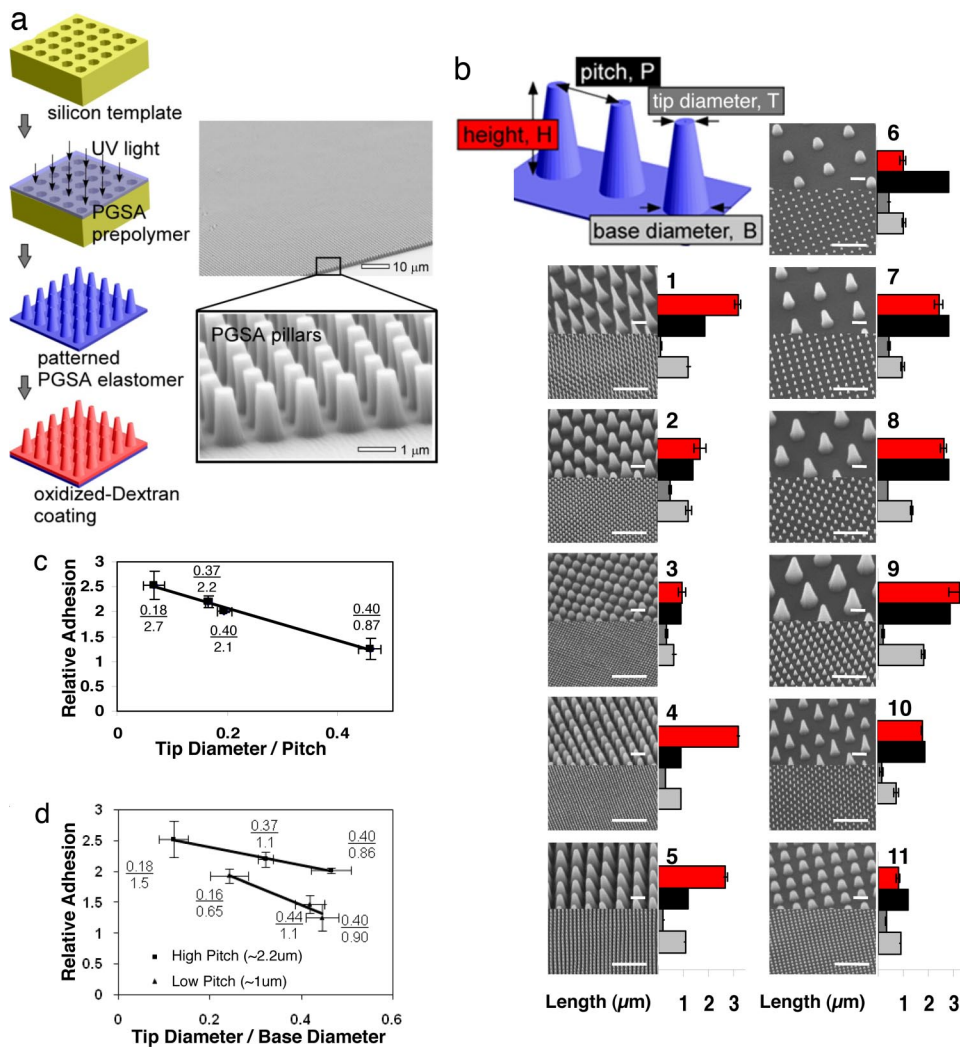 a
silicon template
UV light
PGSA
prepolymer
patterned
PGSA elastomer
oxidized-Dextran
coating
10 µm
PGSA pillars
1 µm
b
pitch, P
tip diameter, T
height, H
base diameter, B
1
2
3
4
5
6
7
8
9
10
11
Length (µm) 1 2 3
Length (µm) 1 2 3
c
Relative Adhesion
3
2.5
2
1.5
1
0.5
0
0.18
2.7
0.37
2.2
0.40
2.1
0.40
0.87
0 0.2 0.4
Tip Diameter / Pitch
d
Relative Adhesion
3
2.5
2
1.5
1
0.5
0
0.18
1.5
0.37
1.1
0.40
0.86
0.16
0.65
0.44
1.1
0.40
0.90
High Pitch (~2.2um)
Low Pitch (~1um)
0 0.2 0.4 0.6
Tip Diameter / Base Diameter